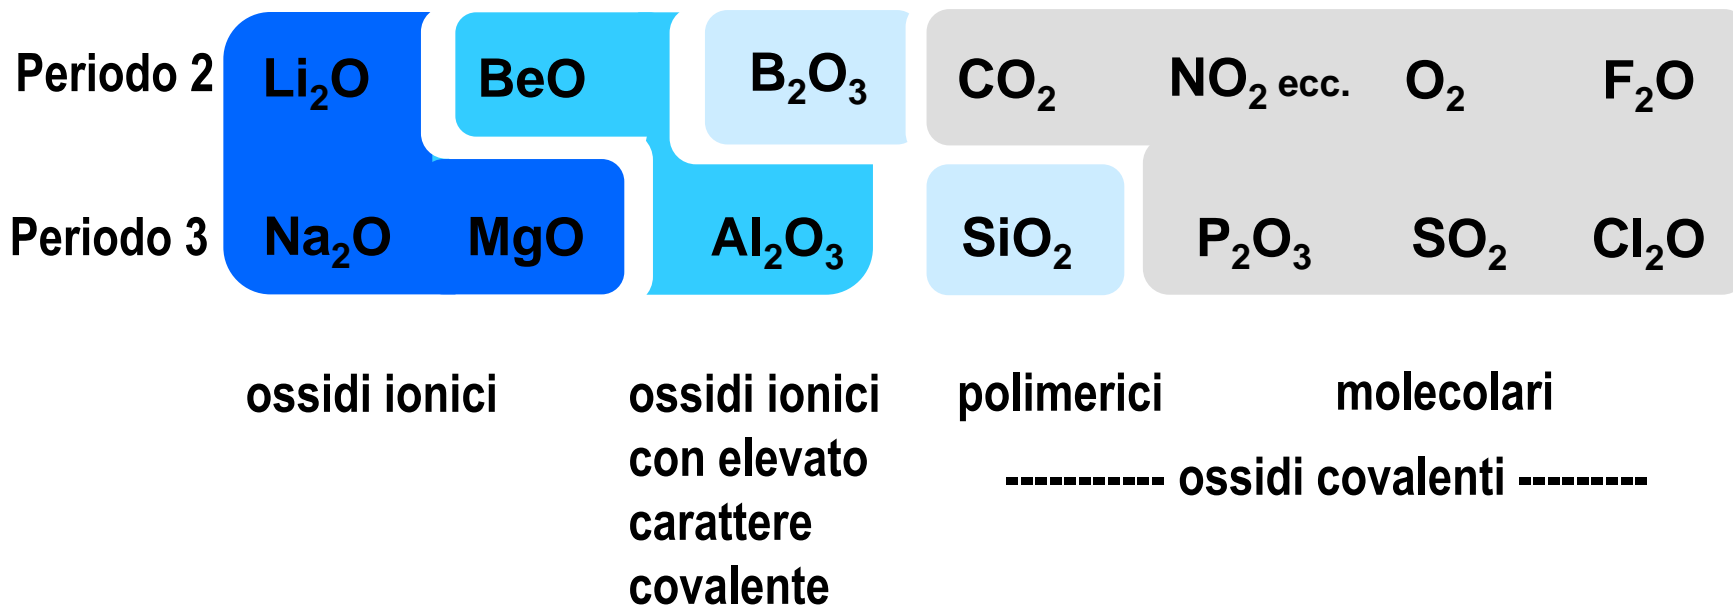 Periodo 2 Li₂O BeO B₂O₃ CO₂ NO₂ ecc. O₂ F₂O
Periodo 3 Na₂O MgO Al₂O₃ SiO₂ P₂O₃ SO₂ Cl₂O
ossidi ionici
ossidi ionici
con elevato
carattere
covalente
polimerici
molecolari
----------- ossidi covalenti ---------